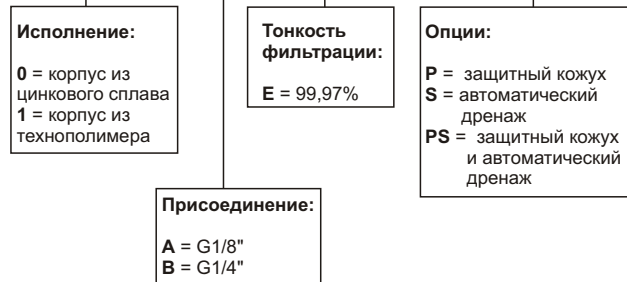 Исполнение:
0 = корпус из
цинкового сплава
1 = корпус из
технополимера
Тонкость
фильтрации:
E = 99,97%
Опции:
P = защитный кожух
S = автоматический
дренаж
PS = защитный кожух
и автоматический
дренаж
Присоединение:
A = G1/8"
B = G1/4"